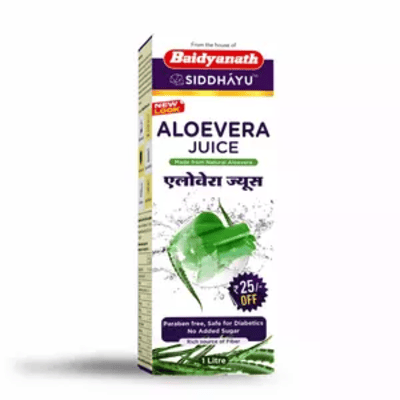 From the house of
Baidyanath
SIDDHAYU™
NEW
LOOK
ALOEVERA
JUICE
Made from Natural Aloevera
एलोवेरा ज्यूस
₹25/-
OFF
Paraben free, Safe for Diabetics
No Added Sugar
Rich source of Fiber
1 Litre